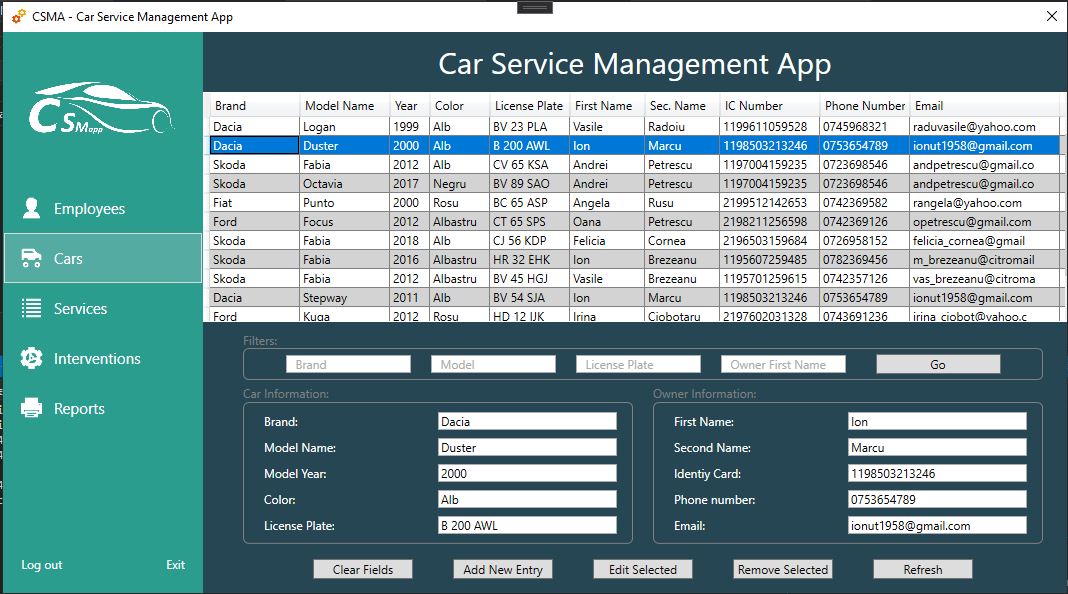 CSMA - Car Service Management App
CSMapp
Car Service Management App
Employees
Cars
Services
Interventions
Reports
Log out Exit
Brand Model Name Year Color License Plate First Name Sec. Name IC Number Phone Number Email
Dacia Logan 1999 Alb BV 23 PLA Vasile Radoiu 1199611059528 0745968321 raduvasile@yahoo.com
Dacia Duster 2000 Alb B 200 AWL Ion Marcu 1198503213246 0753654789 ionut1958@gmail.com
Skoda Fabia 2012 Alb CV 65 KSA Andrei Petrescu 1197004159235 0723698546 andpetrescu@gmail.co
Skoda Octavia 2017 Negru BV 89 SAO Andrei Petrescu 1197004159235 0723698546 andpetrescu@gmail.co
Fiat Punto 2000 Rosu BC 65 ASP Angela Rusu 2199512142653 0742369582 rangela@yahoo.com
Ford Focus 2012 Albastru CT 65 SPS Oana Petrescu 2198211256598 0742369126 opetrescu@gmail.com
Skoda Fabia 2018 Alb CJ 56 KDP Felicia Cornea 2196503159684 0726958152 felicia_cornea@gmail
Skoda Fabia 2016 Albastru HR 32 EHK Ion Brezeanu 1195607259485 0782369456 m_brezeanu@citromail
Skoda Fabia 2012 Albastru BV 45 HGJ Vasile Brezeanu 1195701259615 0742357126 vas_brezeanu@citroma
Dacia Stepway 2011 Alb BV 54 SJA Ion Marcu 1198503213246 0753654789 ionut1958@gmail.com
Ford Kuga 2012 Rosu HD 12 IJK Irina Ciobotaru 2197602031328 0743691236 irina_ciobot@yahoo.c
Filters:
Brand Model License Plate Owner First Name Go
Car Information:
Brand: Dacia
Model Name: Duster
Model Year: 2000
Color: Alb
License Plate: B 200 AWL
Owner Information:
First Name: Ion
Second Name: Marcu
Identiy Card: 1198503213246
Phone number: 0753654789
Email: ionut1958@gmail.com
Clear Fields Add New Entry Edit Selected Remove Selected Refresh